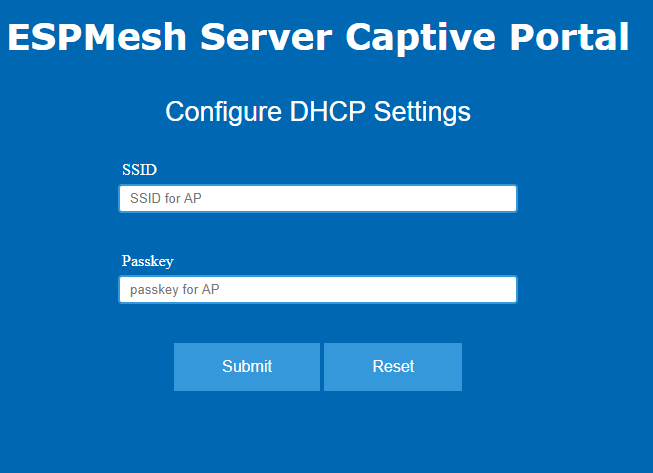 ESPMesh Server Captive Portal
Configure DHCP Settings
SSID
SSID for AP
Passkey
passkey for AP
Submit Reset